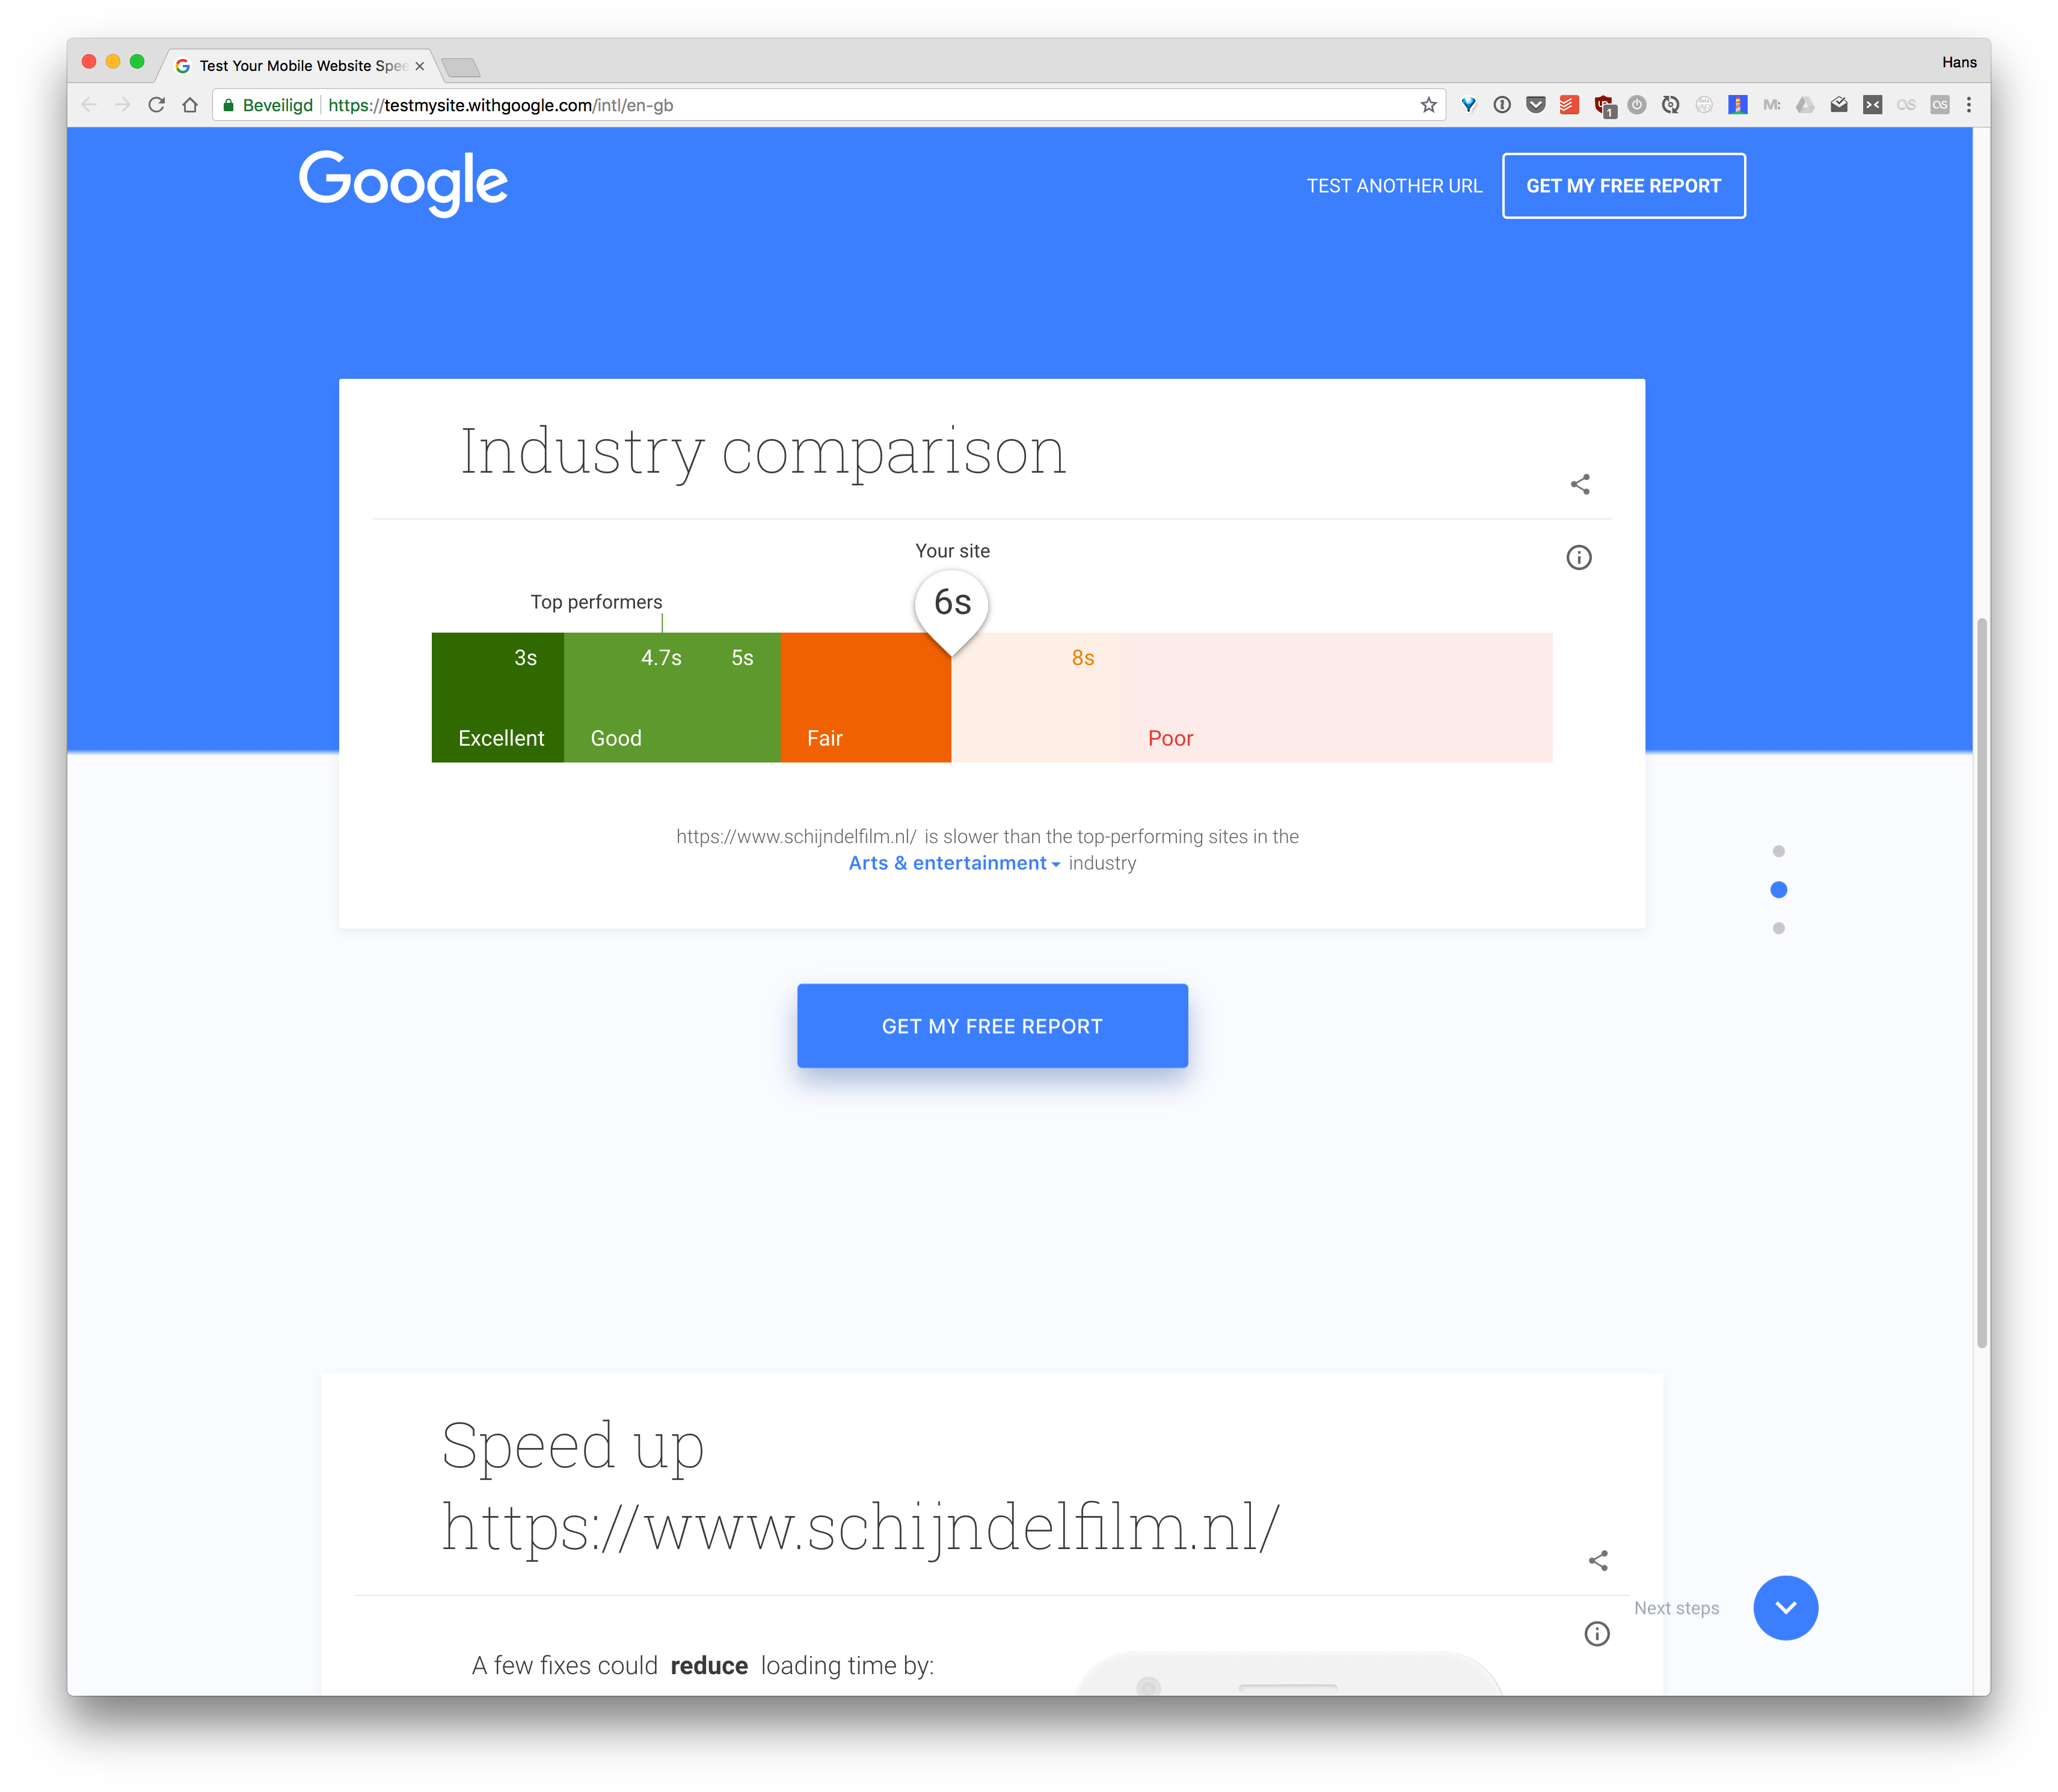 Test Your Mobile Website Spee
Hans
Beveiligd https://testmysite.withgoogle.com/intl/en-gb
1
M:
Google
TEST ANOTHER URL
GET MY FREE REPORT
Industry comparison
Your site
6s
Top performers
3s 4.7s 5s 8s
Excellent Good Fair Poor
https://www.schijndelfilm.nl/ is slower than the top-performing sites in the
Arts & entertainment industry
GET MY FREE REPORT
Speed up
https://www.schijndelfilm.nl/
Next steps
A few fixes could reduce loading time by: